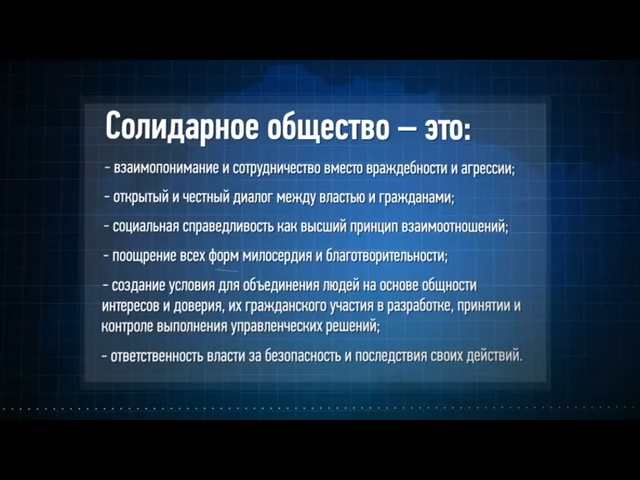 Солидарное общество – это:
- взаимопонимание и сотрудничество вместо враждебности и агрессии;
- открытый и честный диалог между властью и гражданами;
- социальная справедливость как высший принцип взаимоотношений;
- поощрение всех форм милосердия и благотворительности;
- создание условия для объединения людей на основе общности
интересов и доверия, их гражданского участия в разработке, принятии и
контроле выполнения управленческих решений;
- ответственность власти за безопасность и последствия своих действий.